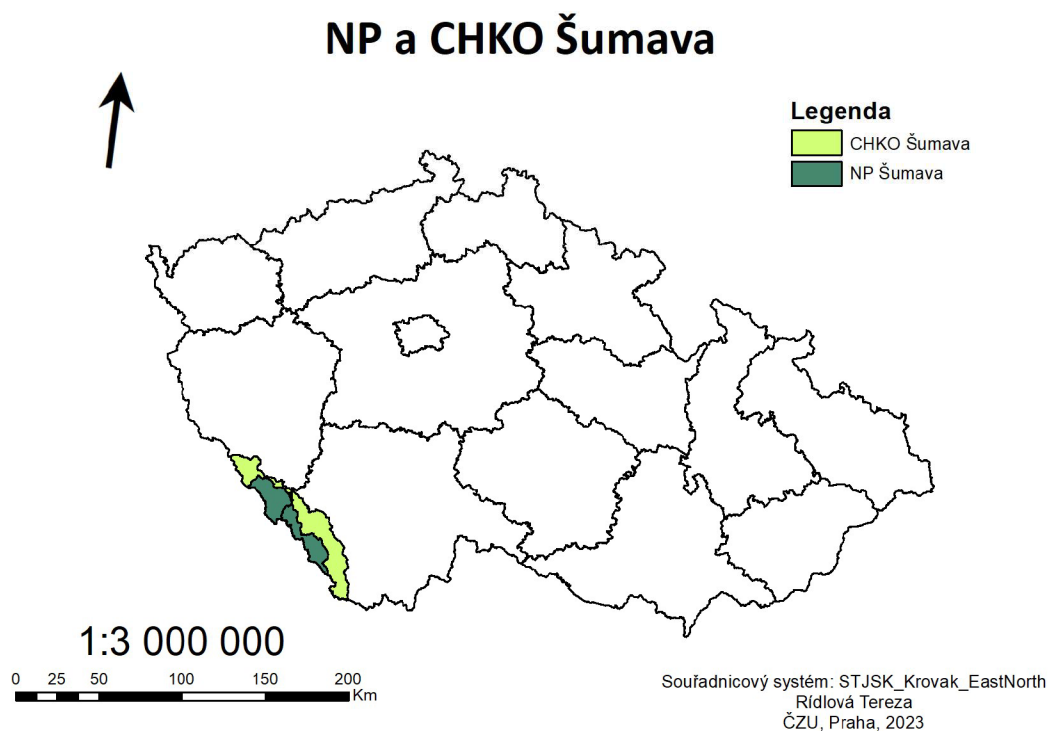 NP a CHKO Šumava
Legenda
CHKO Šumava
NP Šumava
1:3 000 000
0 25 50 100 150 200
Km
Souřadnicový systém: STJSK_Krovak_EastNorth
Rídlová Tereza
ČZU, Praha, 2023